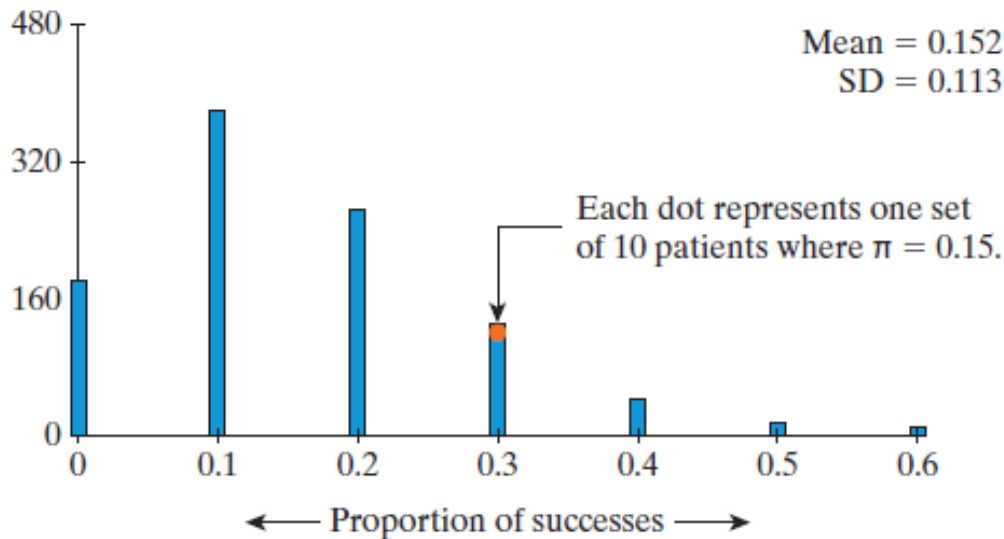 480
Mean = 0.152
SD = 0.113
320
Each dot represents one set
of 10 patients where π = 0.15.
160
0
0 0.1 0.2 0.3 0.4 0.5 0.6
Proportion of successes